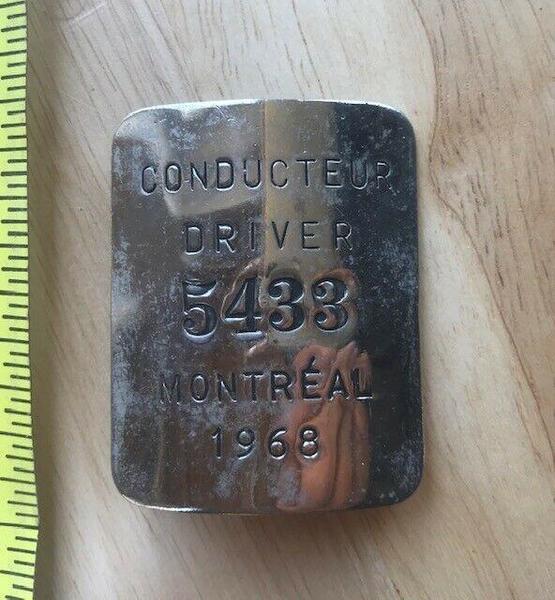 CONDUCTEUR
DRIVER
5433
MONTRÉAL
1968